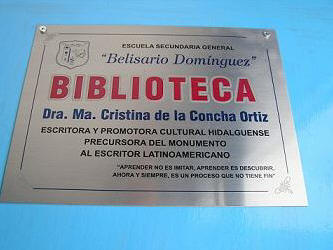 ESCUELA SECUNDARIA GENERAL
"Belisario Domínguez"
BIBLIOTECA
Dra. Ma. Cristina de la Concha Ortiz
ESCRITORA Y PROMOTORA CULTURAL HIDALGUENSE
PRECURSORA DEL MONUMENTO
AL ESCRITOR LATINOAMERICANO
"APRENDER NO ES IMITAR, APRENDER ES DESCUBRIR.
AHORA Y SIEMPRE, ES UN PROCESO QUE NO TIENE FIN"